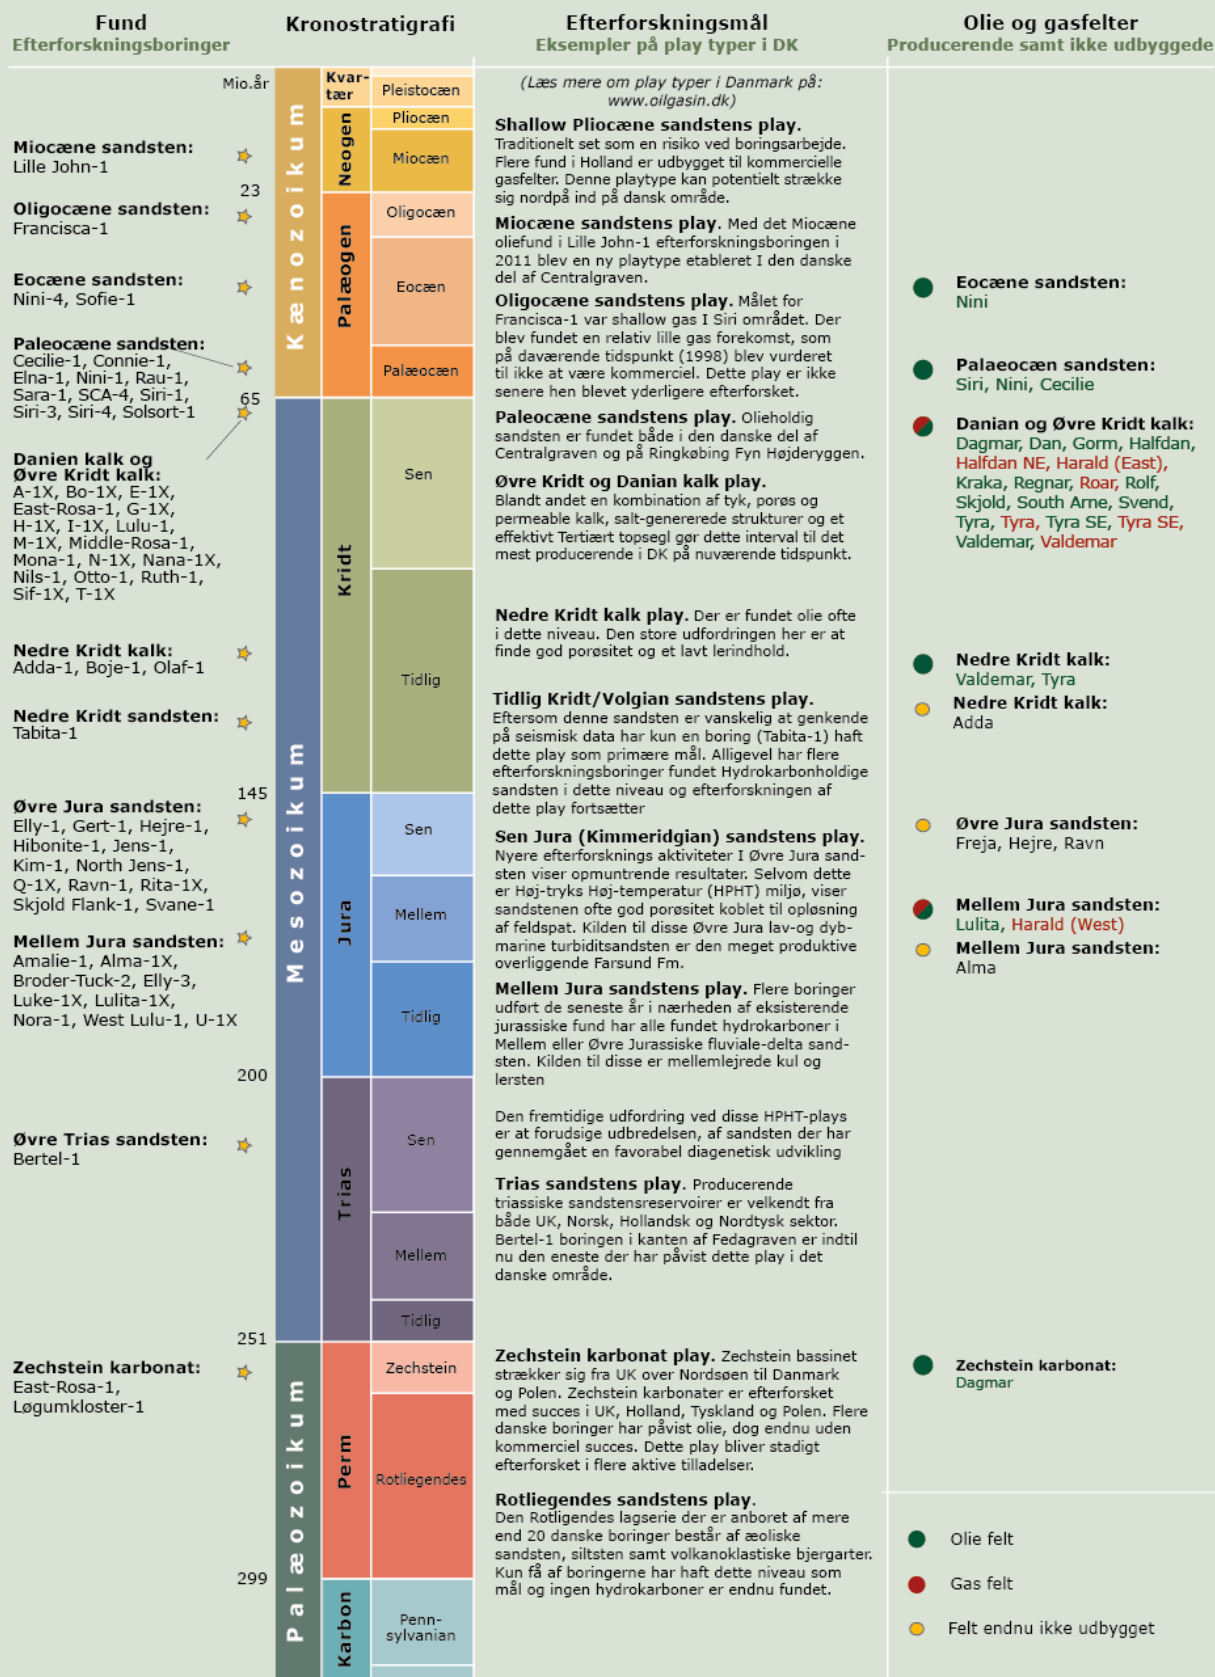 Fund
Efterforskningsboringer
Kronostratigrafi
Efterforskningsmål
Eksempler på play typer i DK
Olie og gasfelter
Producerende samt ikke udbyggede
Miocæne sandsten:
Lille John-1
Oligocæne sandsten:
Francisca-1
Eocæne sandsten:
Nini-4, Sofie-1
Paleocæne sandsten:
Cecilie-1, Connie-1,
Elna-1, Nini-1, Rau-1,
Sara-1, SCA-4, Siri-1,
Siri-3, Siri-4, Solsort-1
Danien kalk og
Øvre Kridt kalk:
A-1X, Bo-1X, E-1X,
East-Rosa-1, G-1X,
H-1X, I-1X, Lulu-1,
M-1X, Middle-Rosa-1,
Mona-1, N-1X, Nana-1X,
Nils-1, Otto-1, Ruth-1,
Sif-1X, T-1X
Nedre Kridt kalk:
Adda-1, Boje-1, Olaf-1
Nedre Kridt sandsten:
Tabita-1
Øvre Jura sandsten:
Elly-1, Gert-1, Hejre-1,
Hibonite-1, Jens-1,
Kim-1, North Jens-1,
Q-1X, Ravn-1, Rita-1X,
Skjold Flank-1, Svane-1
Mellem Jura sandsten:
Amalie-1, Alma-1X,
Broder-Tuck-2, Elly-3,
Luke-1X, Lulita-1X,
Nora-1, West Lulu-1, U-1X
Øvre Trias sandsten:
Bertel-1
Zechstein karbonat:
East-Rosa-1,
Løgumkloster-1
Mio.år
23
65
145
200
251
299
Kænozoikum
Mesozoikum
Palæozoikum
Kvar-
tær
Neogen
Palæogen
Kridt
Jura
Trias
Perm
Karbon
Pleistocæn
Pliocæn
Miocæn
Oligocæn
Eocæn
Palæocæn
Sen
Tidlig
Sen
Mellem
Tidlig
Sen
Mellem
Tidlig
Zechstein
Rotliegendes
Penn-
sylvanian
(Læs mere om play typer i Danmark på:
www.oilgasin.dk)
Shallow Pliocæne sandstens play.
Traditionelt set som en risiko ved boringsarbejde.
Flere fund i Holland er udbygget til kommercielle
gasfelter. Denne playtype kan potentielt strække
sig nordpå ind på dansk område.
Miocæne sandstens play. Med det Miocæne
oliefund i Lille John-1 efterforskningsboringen i
2011 blev en ny playtype etableret I den danske
del af Centralgraven.
Oligocæne sandstens play. Målet for
Francisca-1 var shallow gas I Siri området. Der
blev fundet en relativ lille gas forekomst, som
på daværende tidspunkt (1998) blev vurderet
til ikke at være kommerciel. Dette play er ikke
senere hen blevet yderligere efterforsket.
Paleocæne sandstens play. Olieholdig
sandsten er fundet både i den danske del af
Centralgraven og på Ringkøbing Fyn Højderyggen.
Øvre Kridt og Danian kalk play.
Blandt andet en kombination af tyk, porøs og
permeable kalk, salt-genererede strukturer og et
effektivt Tertiært topsegl gør dette interval til det
mest producerende i DK på nuværende tidspunkt.
Nedre Kridt kalk play. Der er fundet olie ofte
i dette niveau. Den store udfordringen her er at
finde god porøsitet og et lavt lerindhold.
Tidlig Kridt/Volgian sandstens play.
Eftersom denne sandsten er vanskelig at genkende
på seismisk data har kun en boring (Tabita-1) haft
dette play som primære mål. Alligevel har flere
efterforskningsboringer fundet Hydrokarbonholdige
sandsten i dette niveau og efterforskningen af
dette play fortsætter
Sen Jura (Kimmeridgian) sandstens play.
Nyere efterforsknings aktiviteter I Øvre Jura sand-
sten viser opmuntrende resultater. Selvom dette
er Høj-tryks Høj-temperatur (HPHT) miljø, viser
sandstenen ofte god porøsitet koblet til opløsning
af feldspat. Kilden til disse Øvre Jura lav-og dyb-
marine turbiditsandsten er den meget produktive
overliggende Farsund Fm.
Mellem Jura sandstens play. Flere boringer
udført de seneste år i nærheden af eksisterende
jurassiske fund har alle fundet hydrokarboner i
Mellem eller Øvre Jurassiske fluviale-delta sand-
sten. Kilden til disse er mellemlejrede kul og
lersten
Den fremtidige udfordring ved disse HPHT-plays
er at forudsige udbredelsen, af sandsten der har
gennemgået en favorabel diagenetisk udvikling
Trias sandstens play. Producerende
triassiske sandstensreservoirer er velkendt fra
både UK, Norsk, Hollandsk og Nordtysk sektor.
Bertel-1 boringen i kanten af Fedagraven er indtil
nu den eneste der har påvist dette play i det
danske område.
Zechstein karbonat play. Zechstein bassinet
strækker sig fra UK over Nordsøen til Danmark
og Polen. Zechstein karbonater er efterforsket
med succes i UK, Holland, Tyskland og Polen. Flere
danske boringer har påvist olie, dog endnu uden
kommerciel succes. Dette play bliver stadigt
efterforsket i flere aktive tilladelser.
Rotliegendes sandstens play.
Den Rotligendes lagserie der er anboret af mere
end 20 danske boringer består af æoliske
sandsten, siltsten samt volkanoklastiske bjergarter.
Kun få af boringerne har haft dette niveau som
mål og ingen hydrokarboner er endnu fundet.
Eocæne sandsten:
Nini
Palaeocæn sandsten:
Siri, Nini, Cecilie
Danian og Øvre Kridt kalk:
Dagmar, Dan, Gorm, Halfdan,
Halfdan NE, Harald (East),
Kraka, Regnar, Roar, Rolf,
Skjold, South Arne, Svend,
Tyra, Tyra, Tyra SE, Tyra SE,
Valdemar, Valdemar
Nedre Kridt kalk:
Valdemar, Tyra
Nedre Kridt kalk:
Adda
Øvre Jura sandsten:
Freja, Hejre, Ravn
Mellem Jura sandsten:
Lulita, Harald (West)
Mellem Jura sandsten:
Alma
Zechstein karbonat:
Dagmar
Olie felt
Gas felt
Felt endnu ikke udbygget